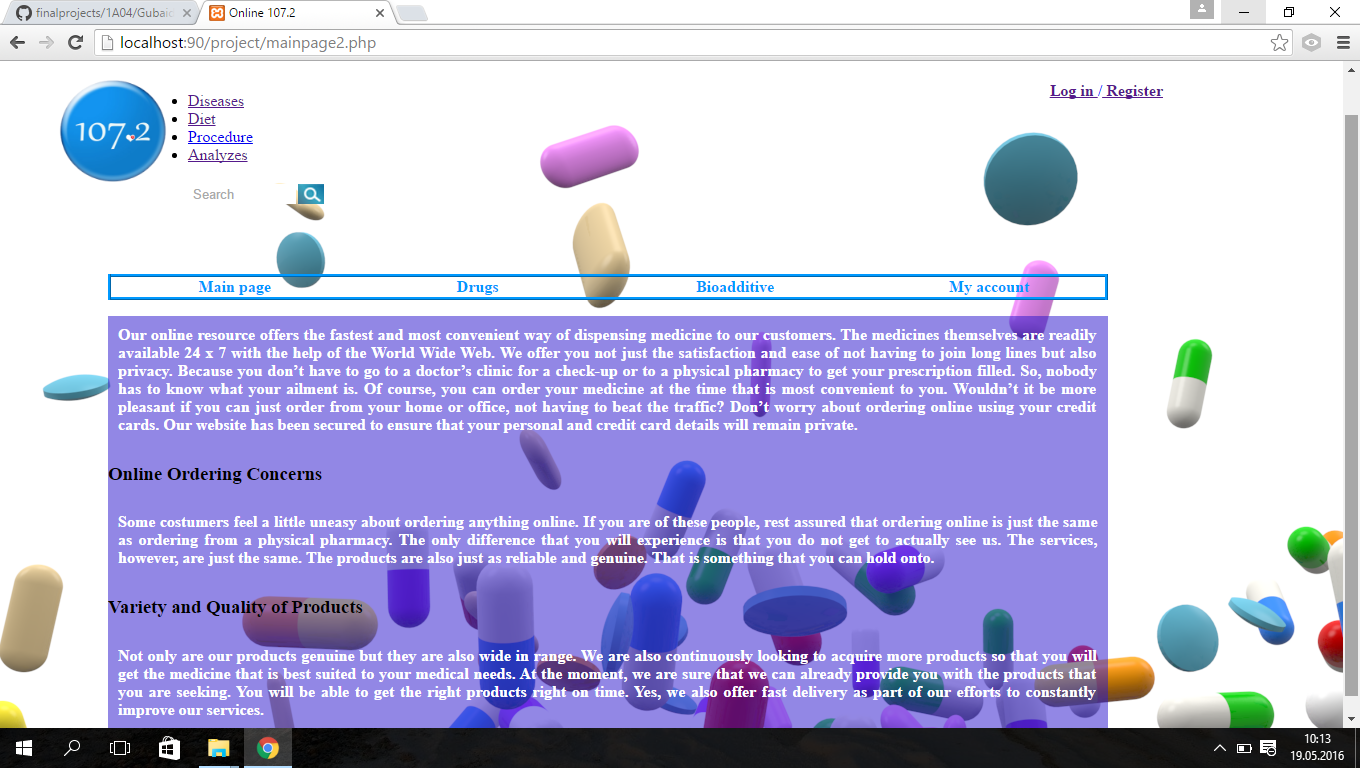 finalprojects/1A04/Gubaid
Online 107.2
localhost:90/project/mainpage2.php
107.2
Diseases
Diet
Procedure
Analyzes
Log in / Register
Search
Main page Drugs Bioadditive My account
Our online resource offers the fastest and most convenient way of dispensing medicine to our customers. The medicines themselves are readily
available 24 x 7 with the help of the World Wide Web. We offer you not just the satisfaction and ease of not having to join long lines but also
privacy. Because you don’t have to go to a doctor’s clinic for a check-up or to a physical pharmacy to get your prescription filled. So, nobody
has to know what your ailment is. Of course, you can order your medicine at the time that is most convenient to you. Wouldn’t it be more
pleasant if you can just order from your home or office, not having to beat the traffic? Don’t worry about ordering online using your credit
cards. Our website has been secured to ensure that your personal and credit card details will remain private.
Online Ordering Concerns
Some costumers feel a little uneasy about ordering anything online. If you are of these people, rest assured that ordering online is just the same
as ordering from a physical pharmacy. The only difference that you will experience is that you do not get to actually see us. The services,
however, are just the same. The products are also just as reliable and genuine. That is something that you can hold onto.
Variety and Quality of Products
Not only are our products genuine but they are also wide in range. We are also continuously looking to acquire more products so that you will
get the medicine that is best suited to your medical needs. At the moment, we are sure that we can already provide you with the products that
you are seeking. You will be able to get the right products right on time. Yes, we also offer fast delivery as part of our efforts to constantly
improve our services.
10:13
19.05.2016